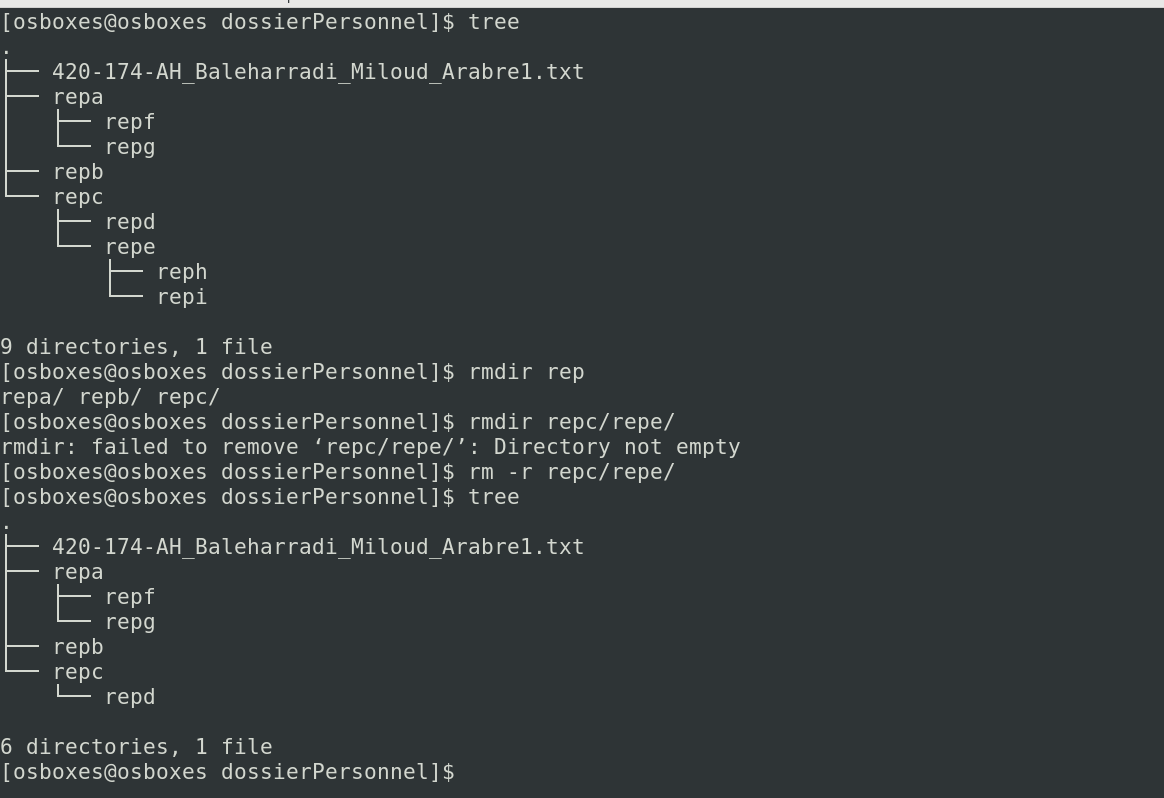 [osboxes@osboxes dossierPersonnel]$ tree
.
├── 420-174-AH_Baleharradi_Miloud_Arabre1.txt
├── repa
│   ├── repf
│   └── repg
├── repb
└── repc
    ├── repd
    └── repe
        ├── reph
        └── repi

9 directories, 1 file
[osboxes@osboxes dossierPersonnel]$ rmdir rep
repa/ repb/ repc/
[osboxes@osboxes dossierPersonnel]$ rmdir repc/repe/
rmdir: failed to remove ‘repc/repe/’: Directory not empty
[osboxes@osboxes dossierPersonnel]$ rm -r repc/repe/
[osboxes@osboxes dossierPersonnel]$ tree
.
├── 420-174-AH_Baleharradi_Miloud_Arabre1.txt
├── repa
│   ├── repf
│   └── repg
├── repb
└── repc
    └── repd

6 directories, 1 file
[osboxes@osboxes dossierPersonnel]$